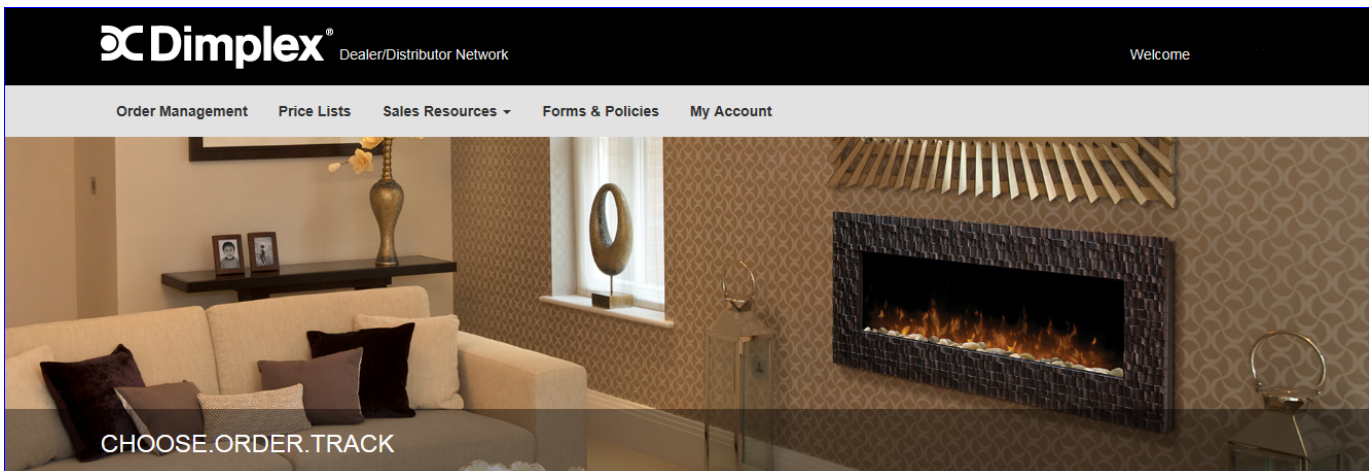 Dimplex® Dealer/Distributor Network Welcome
Order Management Price Lists Sales Resources Forms & Policies My Account
CHOOSE.ORDER.TRACK